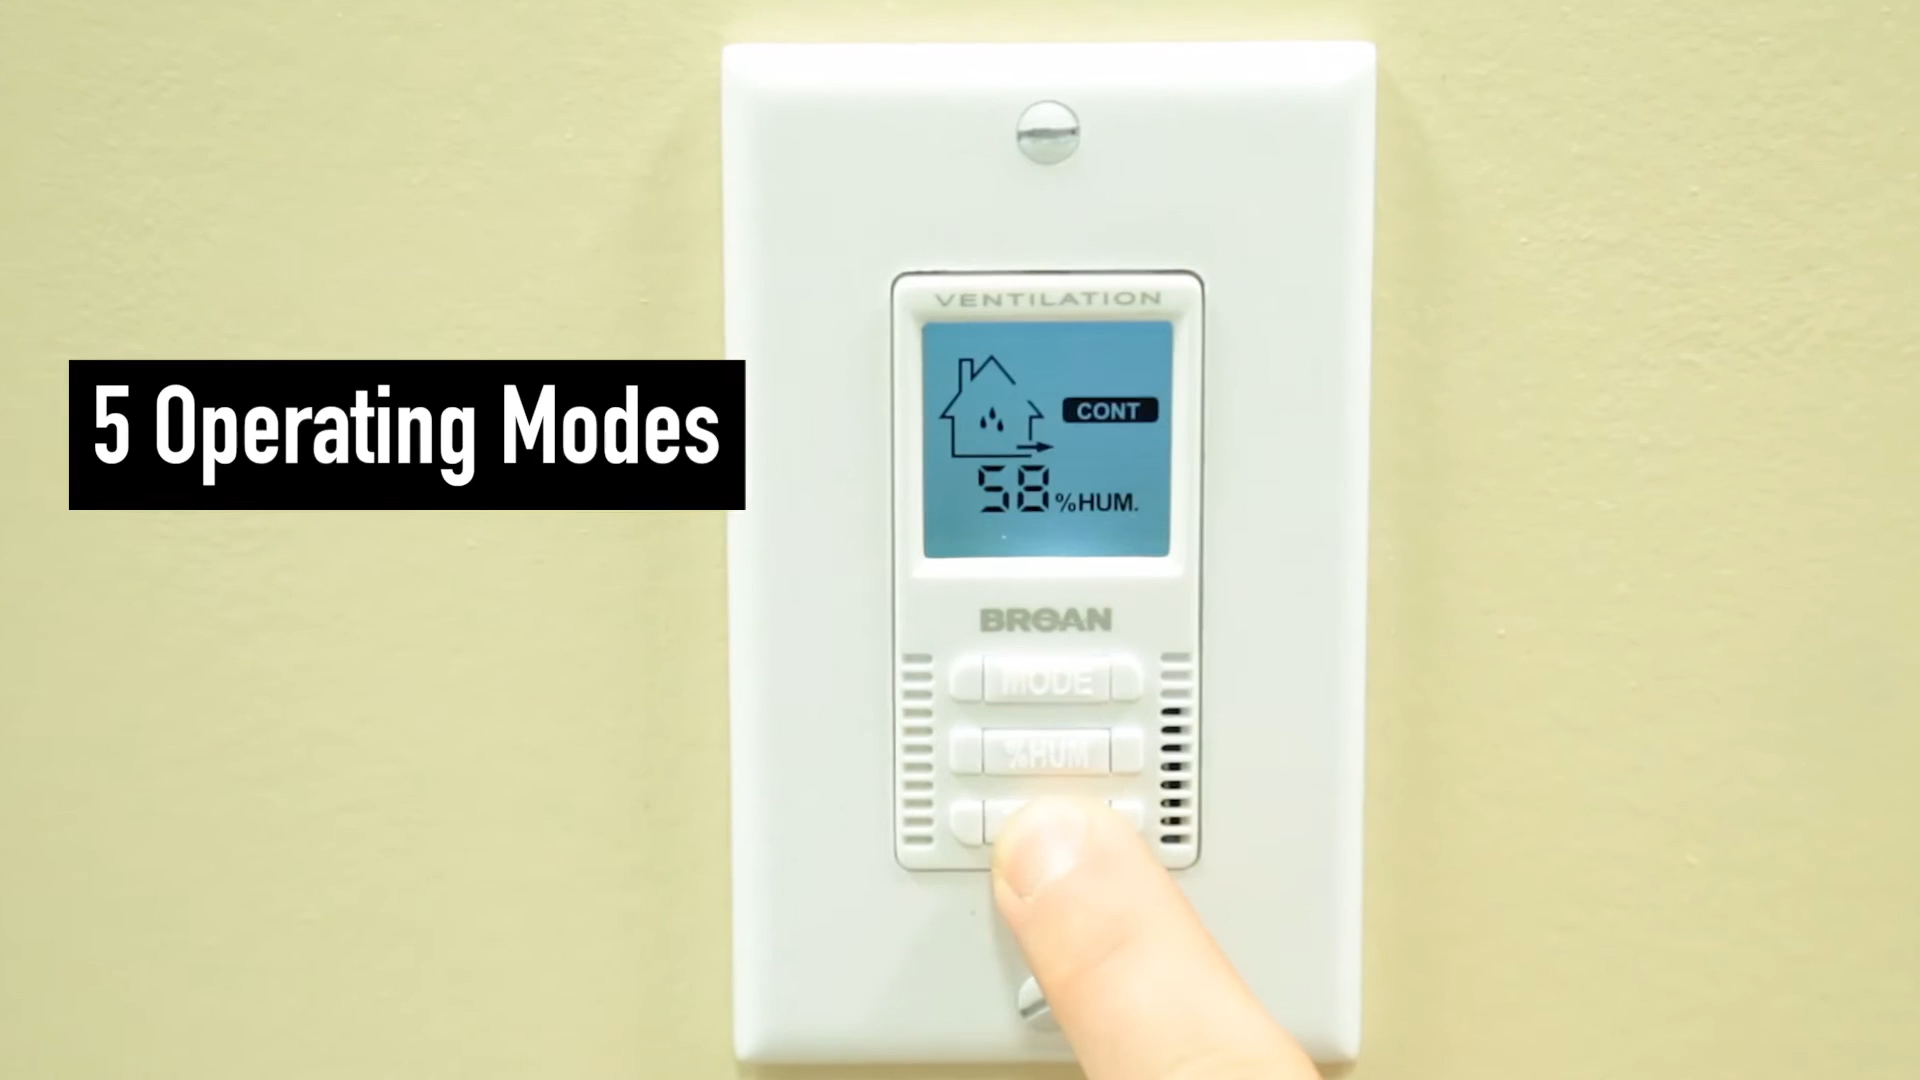 5 Operating Modes
VENTILATION
CONT
58 %HUM.
BROAN
MODE
%HUM